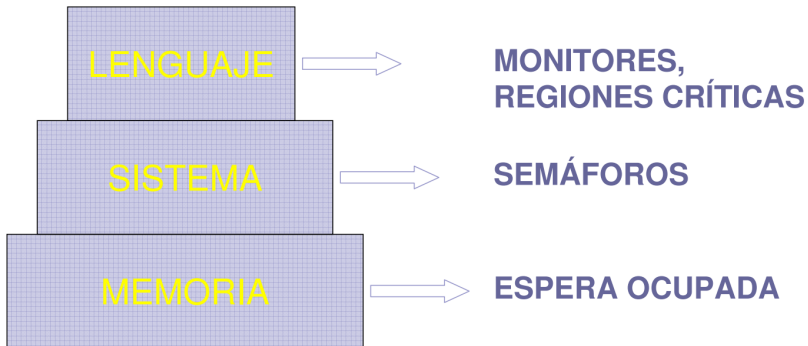 LENGUAJE
MONITORES,
REGIONES CRÍTICAS
SISTEMA
SEMÁFOROS
MEMORIA
ESPERA OCUPADA